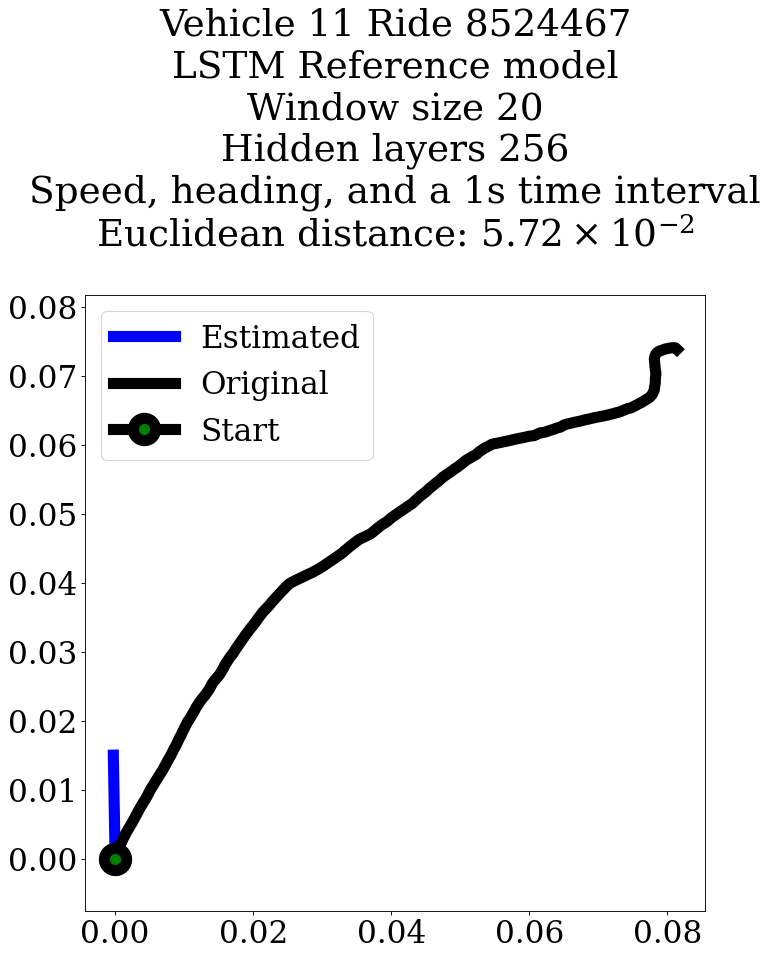 Vehicle 11 Ride 8524467
LSTM Reference model
Window size 20
Hidden layers 256
Speed, heading, and a 1s time interval
Euclidean distance: 5.72 × 10⁻²
0.08
0.07
0.06
0.05
0.04
0.03
0.02
0.01
0.00
Estimated
Original
Start
0.00 0.02 0.04 0.06 0.08